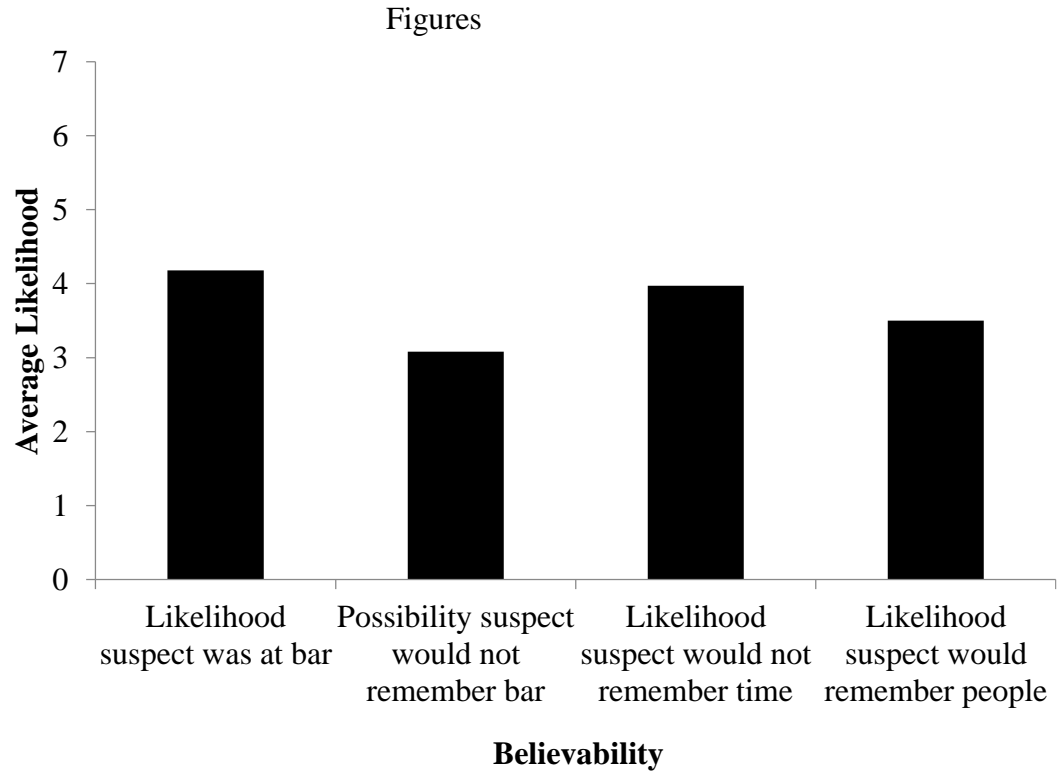 Figures
7
6
5
4
3
2
1
0
Average Likelihood
Likelihood
suspect was at bar
Possibility suspect
would not
remember bar
Likelihood
suspect would not
remember time
Likelihood
suspect would
remember people
Believability